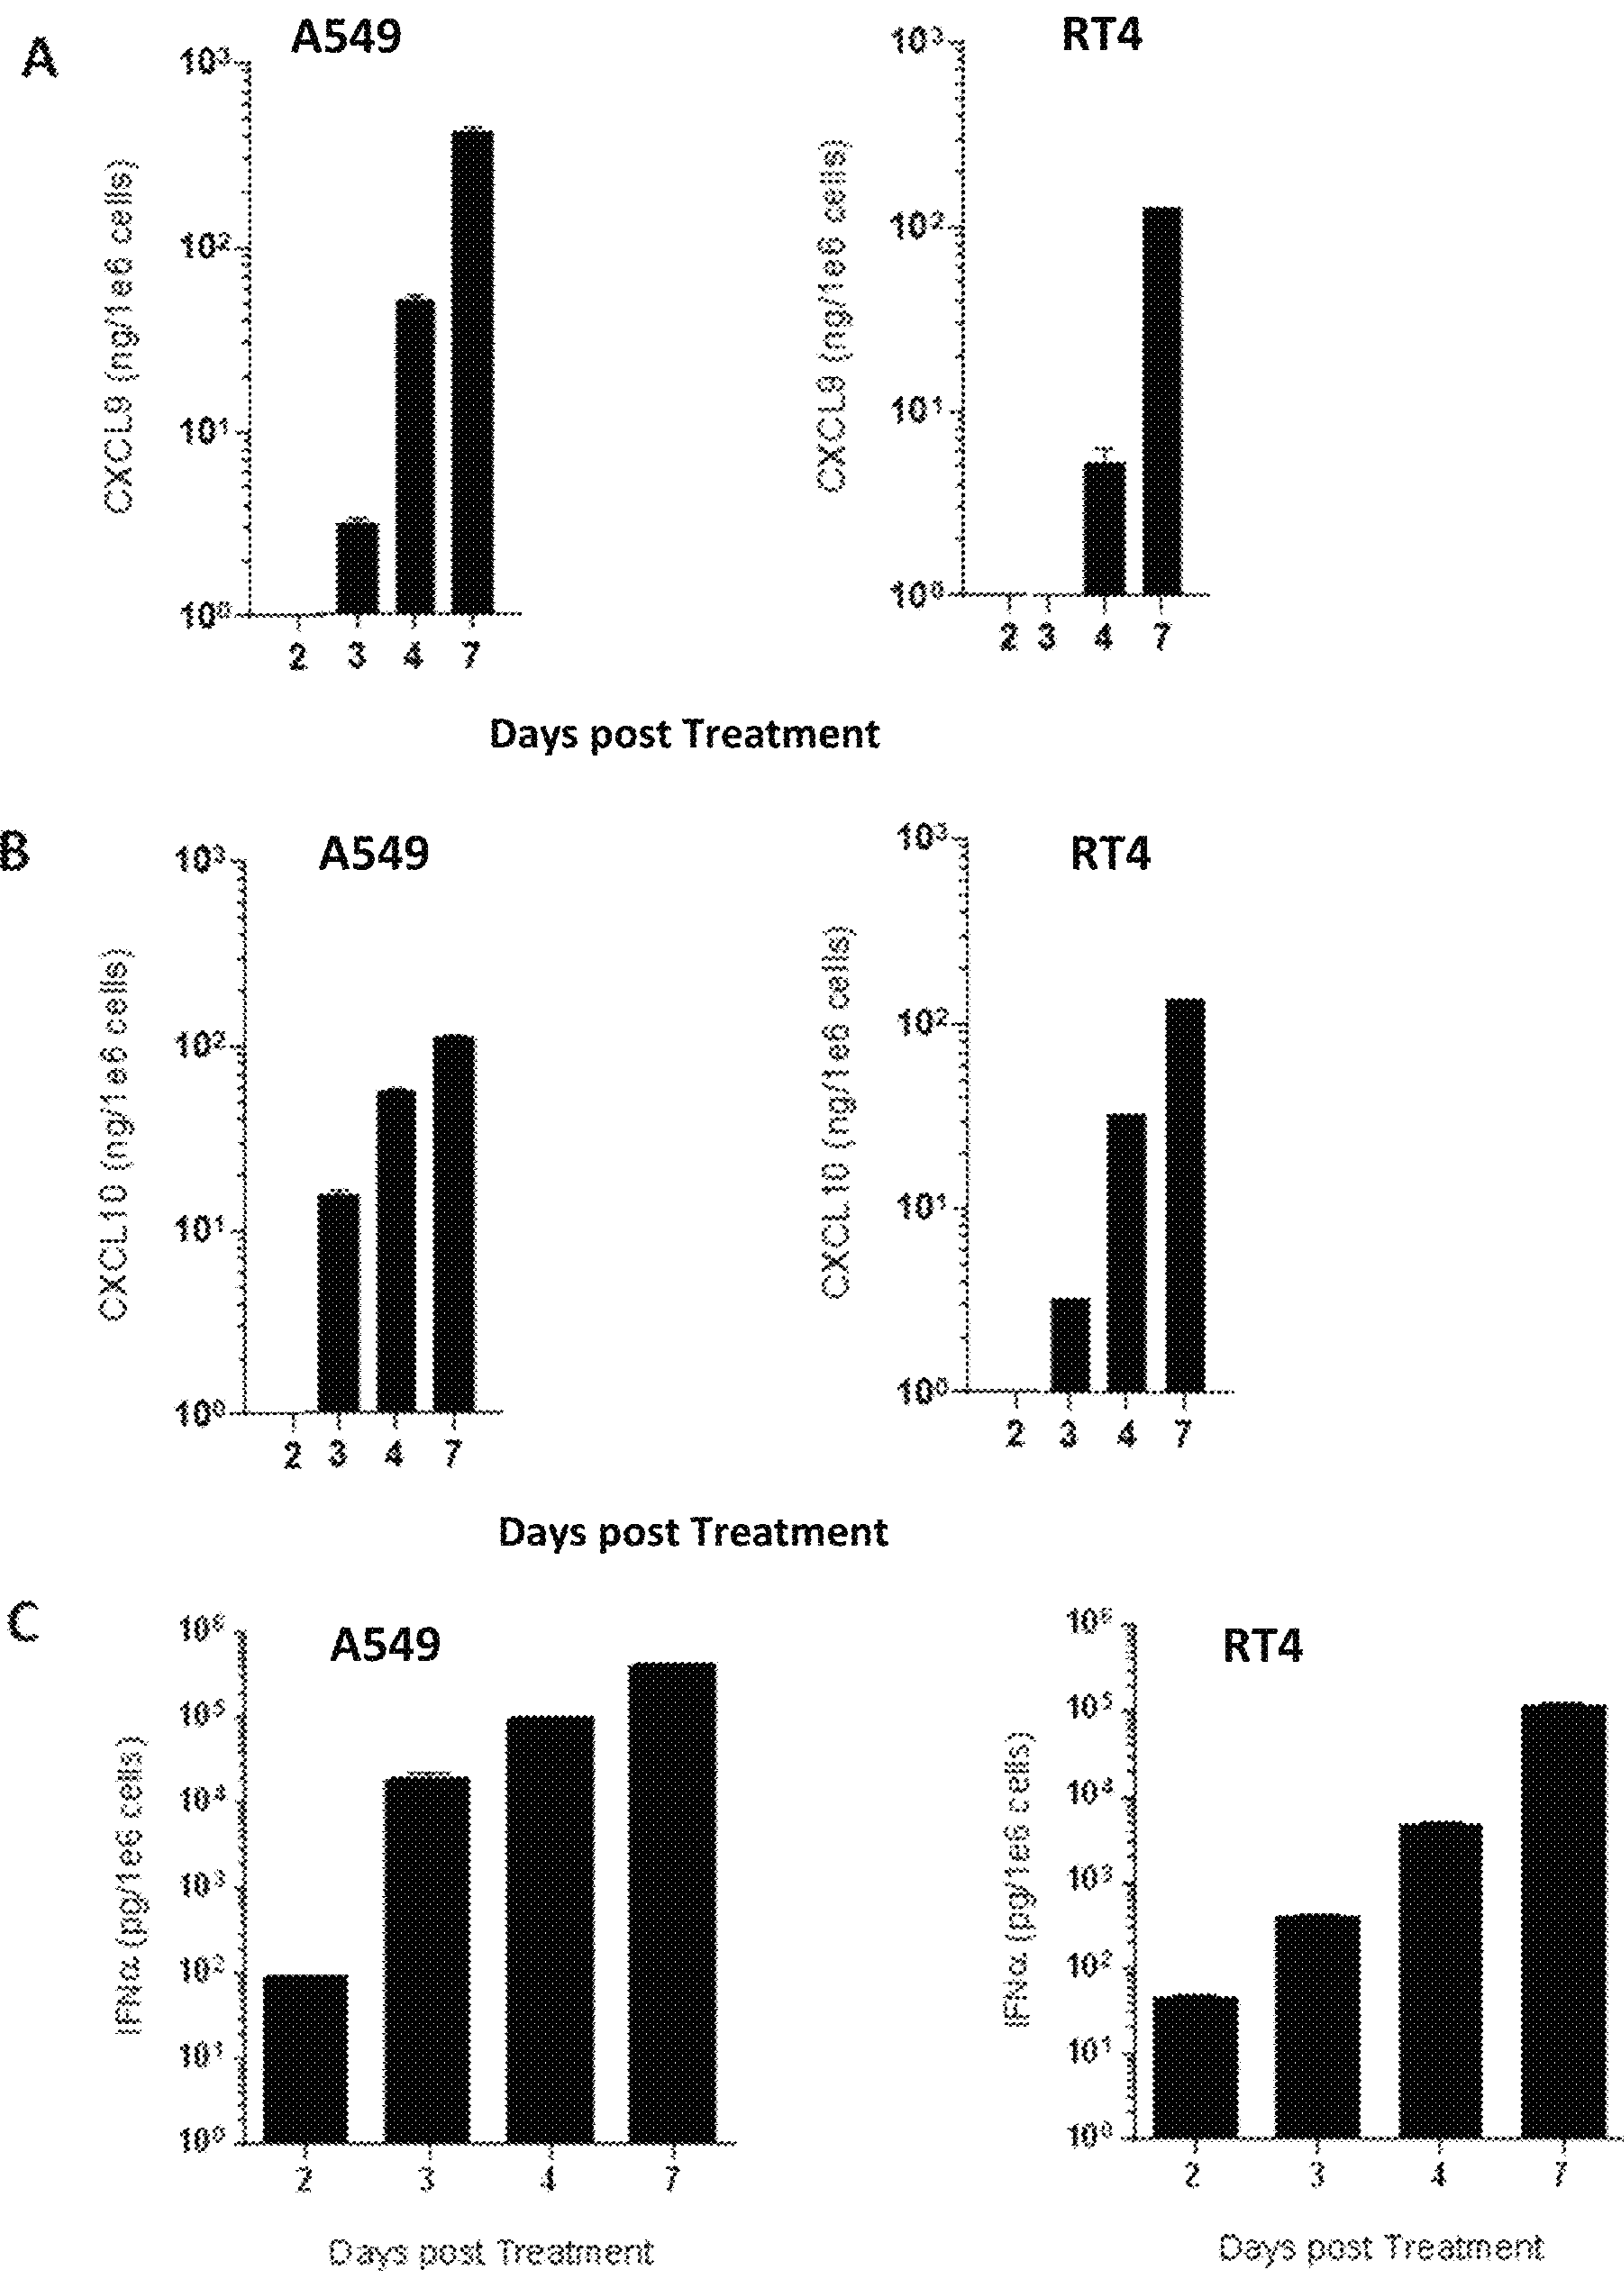 A
A549
RT4
10³
10²
10¹
10⁰
CXCL9 (ng/1e6 cells)
2 3 4 7
10³
10²
10¹
10⁰
CXCL9 (ng/1e6 cells)
2 3 4 7
Days post Treatment
B
A549
RT4
10³
10²
10¹
10⁰
CXCL10 (ng/1e6 cells)
2 3 4 7
10³
10²
10¹
10⁰
CXCL10 (ng/1e6 cells)
2 3 4 7
Days post Treatment
C
A549
RT4
10⁶
10⁵
10⁴
10³
10²
10¹
10⁰
IFNα (pg/1e6 cells)
2 3 4 7
Days post Treatment
10⁶
10⁵
10⁴
10³
10²
10¹
10⁰
IFNα (pg/1e6 cells)
2 3 4 7
Days post Treatment